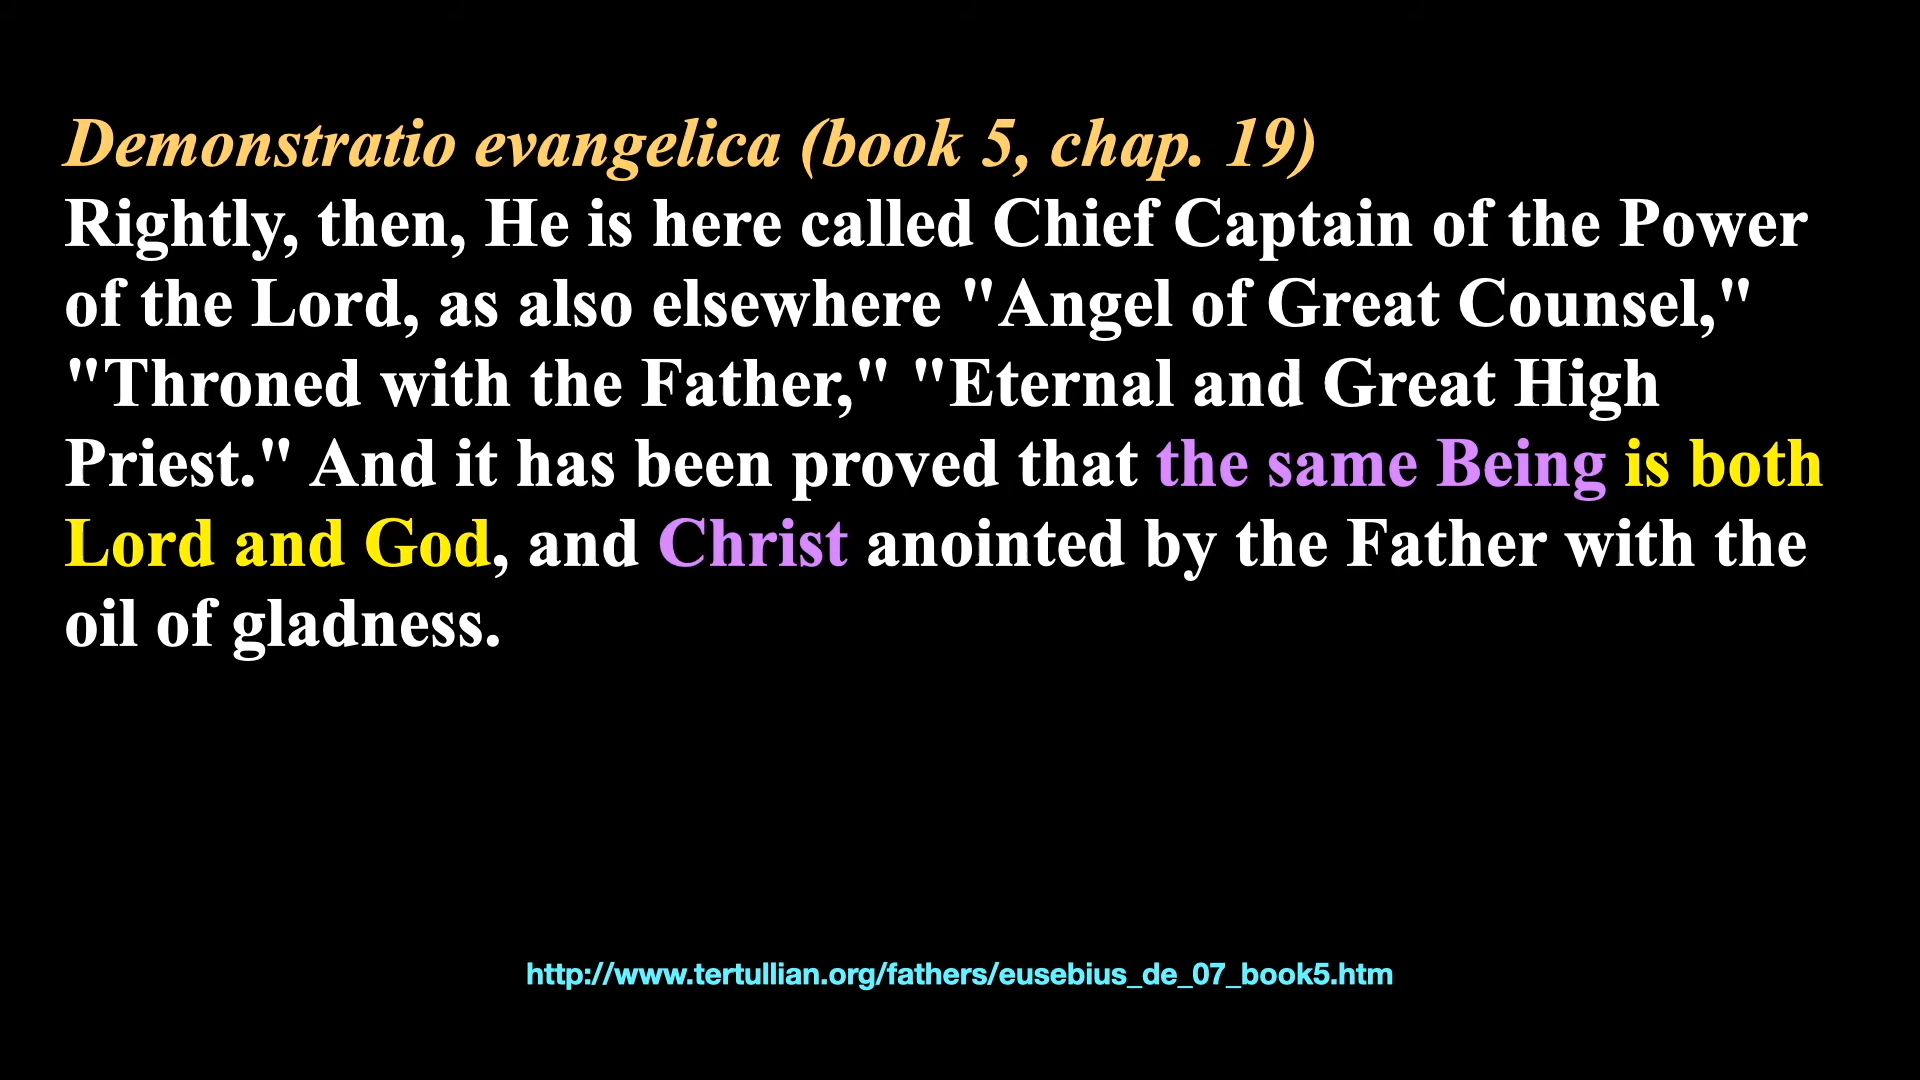 Demonstratio evangelica (book 5, chap. 19)
Rightly, then, He is here called Chief Captain of the Power
of the Lord, as also elsewhere "Angel of Great Counsel,"
"Throned with the Father," "Eternal and Great High
Priest." And it has been proved that the same Being is both
Lord and God, and Christ anointed by the Father with the
oil of gladness.
http://www.tertullian.org/fathers/eusebius_de_07_book5.htm